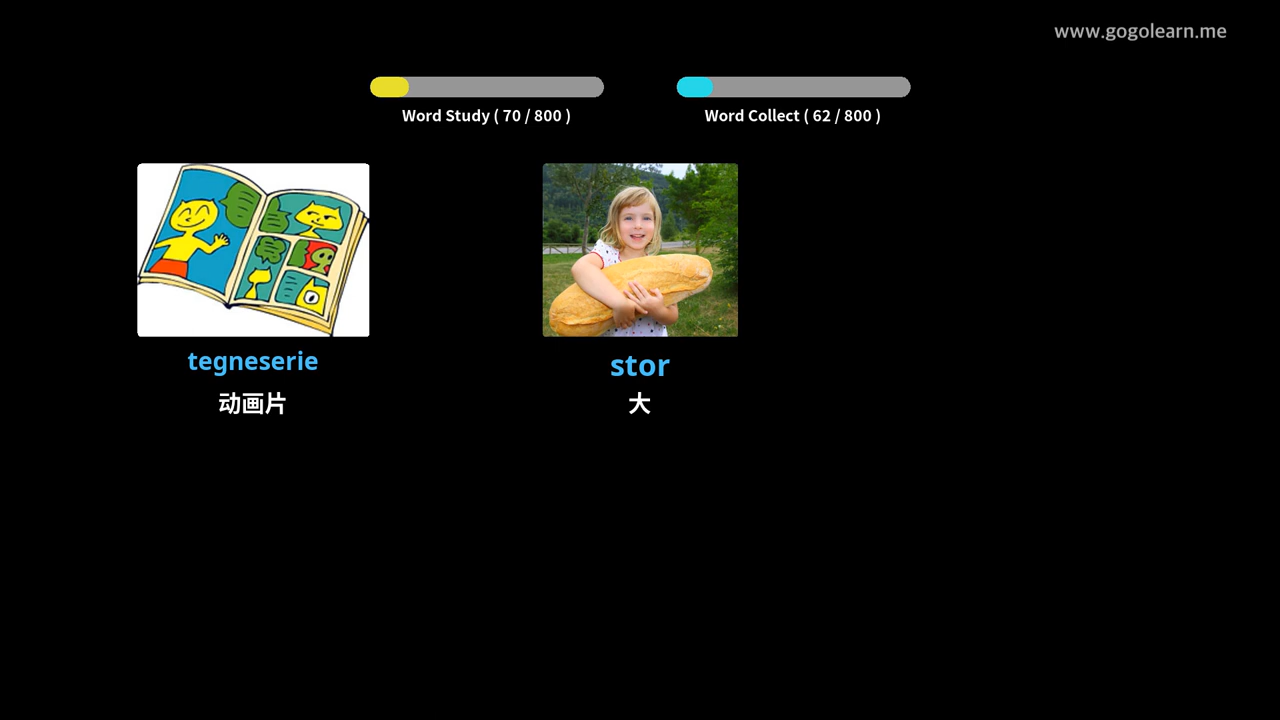 www.gogolearn.me
Word Study ( 70 / 800 )
Word Collect ( 62 / 800 )
tegneserie
动画片
stor
大